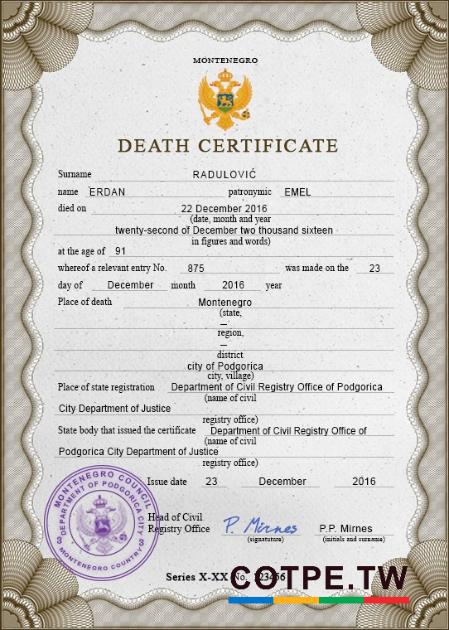 MONTENEGRO
DEATH CERTIFICATE
Surname RADULOVIĆ
name ERDAN patronymic EMEL
died on 22 December 2016
(date, month and year
twenty-second of December two thousand sixteen
in figures and words)
at the age of 91
whereof a relevant entry No. 875 was made on the 23
day of December month 2016 year
Place of death Montenegro
(state,
—
region,
—
district
city of Podgorica
city, village)
Place of state registration Department of Civil Registry Office of Podgorica
(name of civil
City Department of Justice
registry office)
State body that issued the certificate Department of Civil Registry Office of
(name of civil
Podgorica City Department of Justice
registry office)
Issue date 23 December 2016
MONTENEGRO COUNCIL
DEPARTMENT OF PODGORICA CITY
MONTENEGRO COUNTRY
Head of Civil
Registry Office P. Mirnes P.P. Mirnes
(signature) (initials and surname)
Series X-XX No. 123456
COTPE.TW